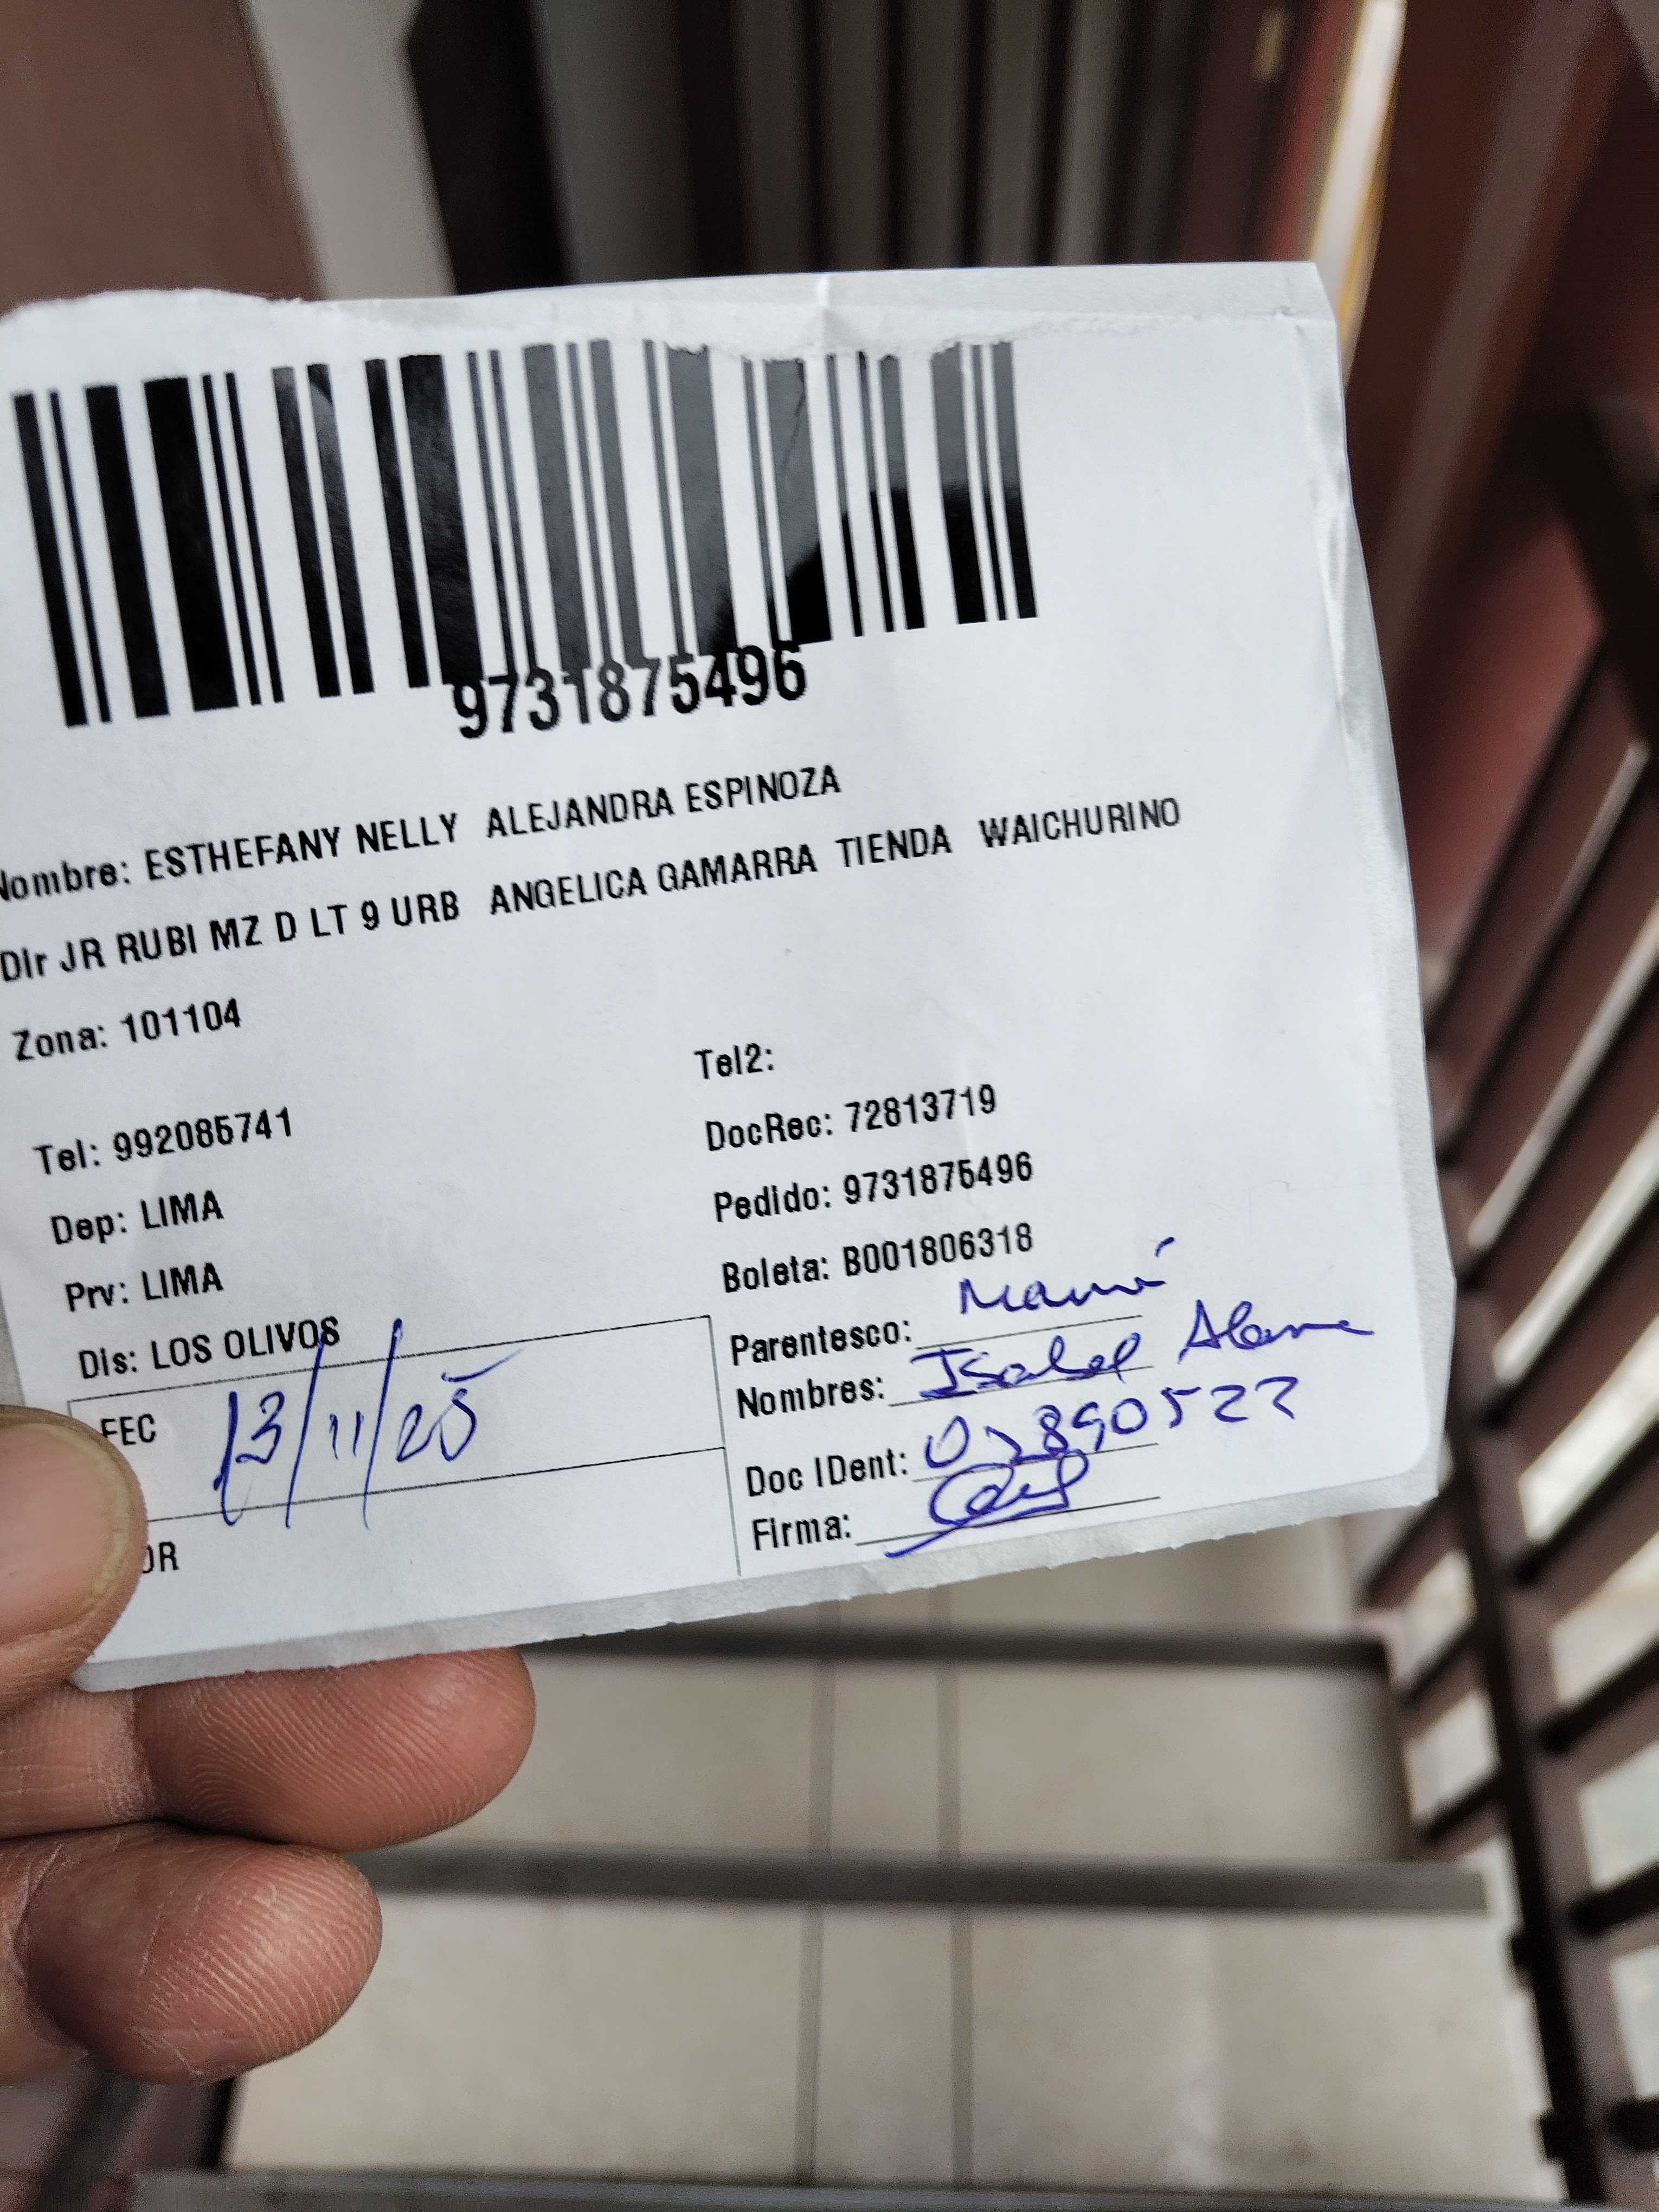 9731875496
Nombre: ESTHEFANY NELLY ALEJANDRA ESPINOZA
Dir JR RUBI MZ D LT 9 URB ANGELICA GAMARRA TIENDA WAICHURINO
Zona: 101104
Tel2:
Tel: 992085741
DocRec: 72813719
Dep: LIMA
Pedido: 9731875496
Prv: LIMA
Boleta: B001806318
Dis: LOS OLIVOS
Parentesco: Mamá
Nombres: Isabel
FEC 13/11/25
Doc IDent:
Firma:
OR